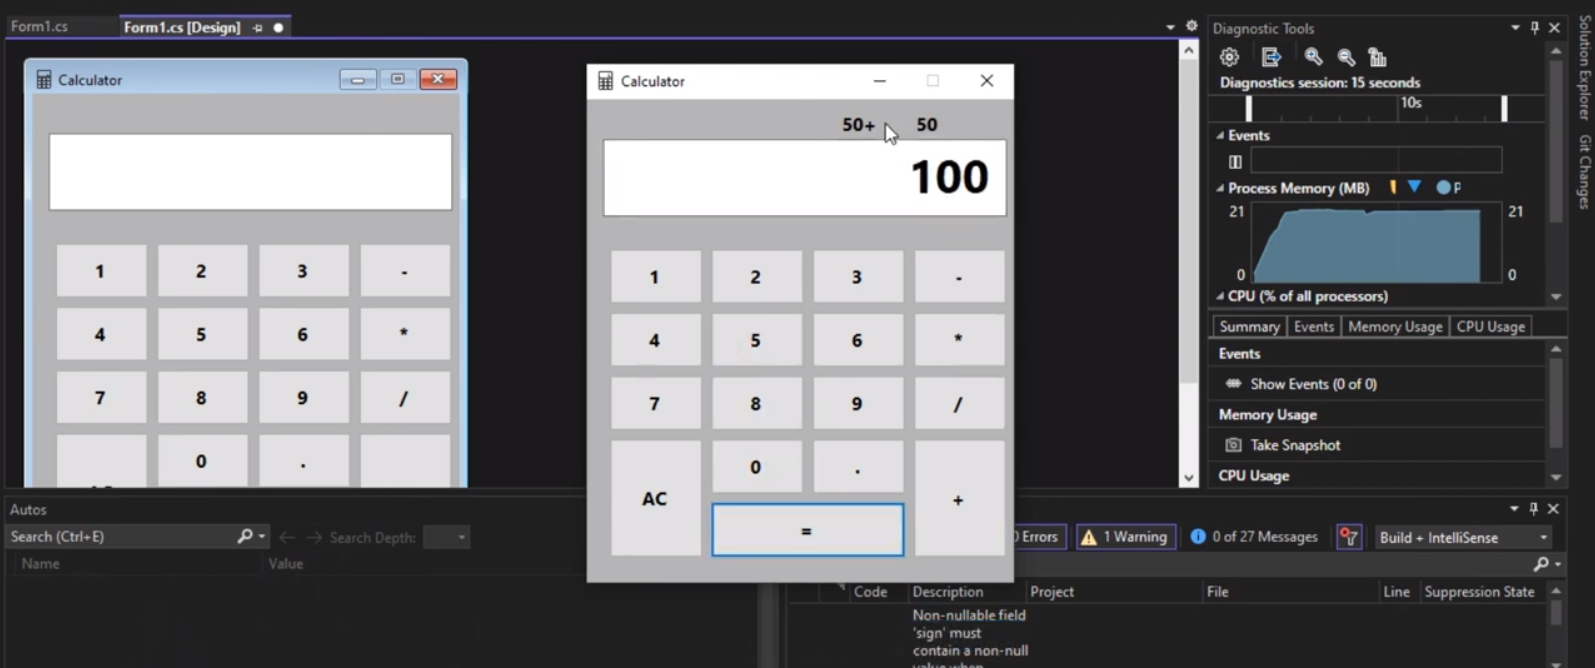 Form1.cs
Form1.cs [Design]
Calculator
1 2 3 -
4 5 6 *
7 8 9 /
0 .
Calculator
50+ 50
100
1 2 3 -
4 5 6 *
7 8 9 /
AC 0 . +
=
Diagnostic Tools
Diagnostics session: 15 seconds
10s
Events
Process Memory (MB) P
21 21
0 0
CPU (% of all processors)
Summary Events Memory Usage CPU Usage
Events
Show Events (0 of 0)
Memory Usage
Take Snapshot
CPU Usage
Solution Explorer
Git Changes
Autos
Search (Ctrl+E) Search Depth:
Name Value
0 Errors 1 Warning 0 of 27 Messages Build + IntelliSense
Code Description Project File Line Suppression State
Non-nullable field
'sign' must
contain a non-null
value when